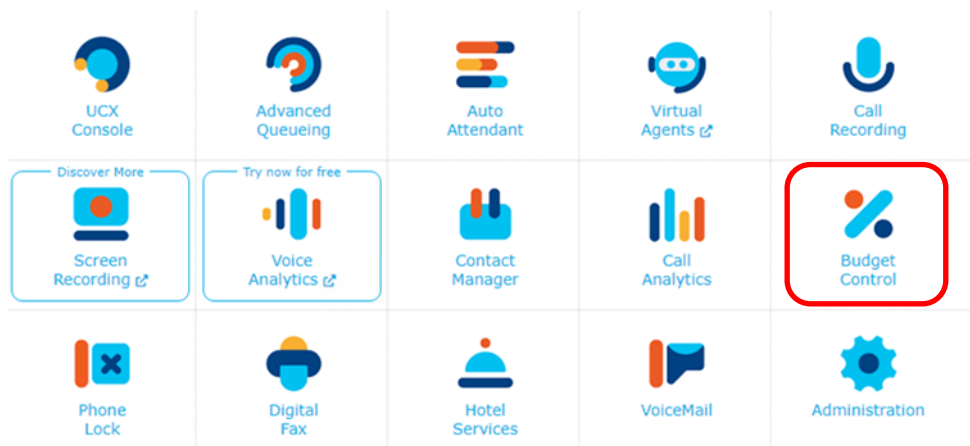 UCX
Console
Advanced
Queueing
Auto
Attendant
Virtual
Agents
Call
Recording
Discover More
Screen
Recording
Try now for free
Voice
Analytics
Contact
Manager
Call
Analytics
Budget
Control
Phone
Lock
Digital
Fax
Hotel
Services
VoiceMail
Administration